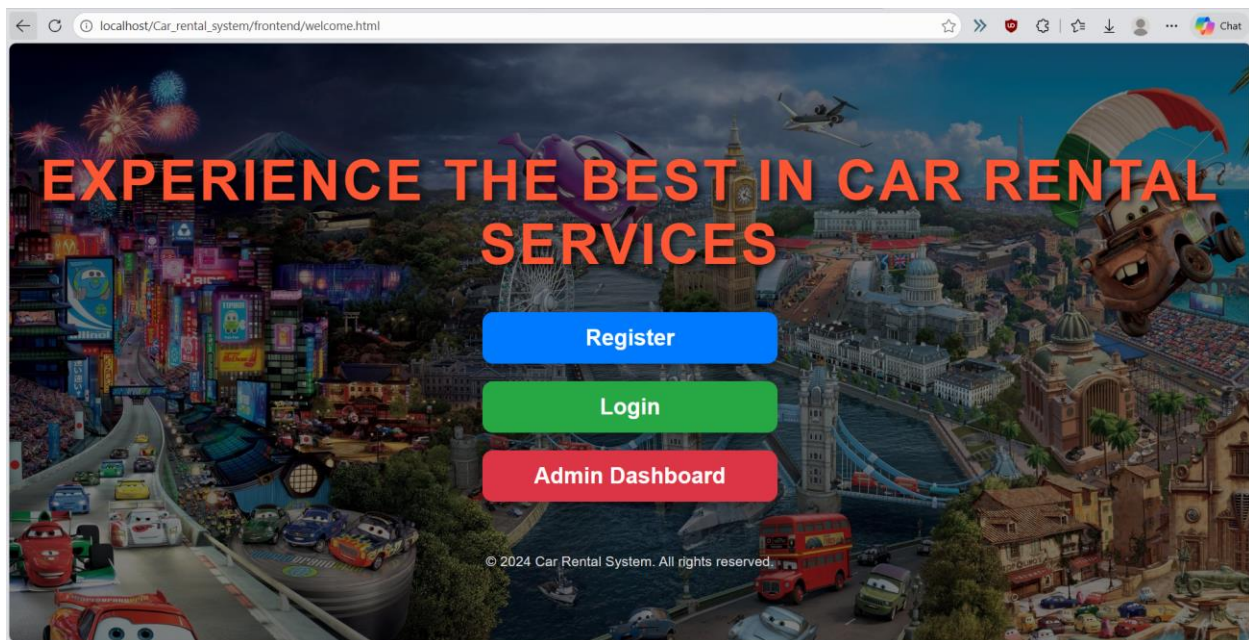 localhost/Car_rental_system/frontend/welcome.html
Chat
EXPERIENCE THE BEST IN CAR RENTAL
SERVICES
Register
Login
Admin Dashboard
© 2024 Car Rental System. All rights reserved.